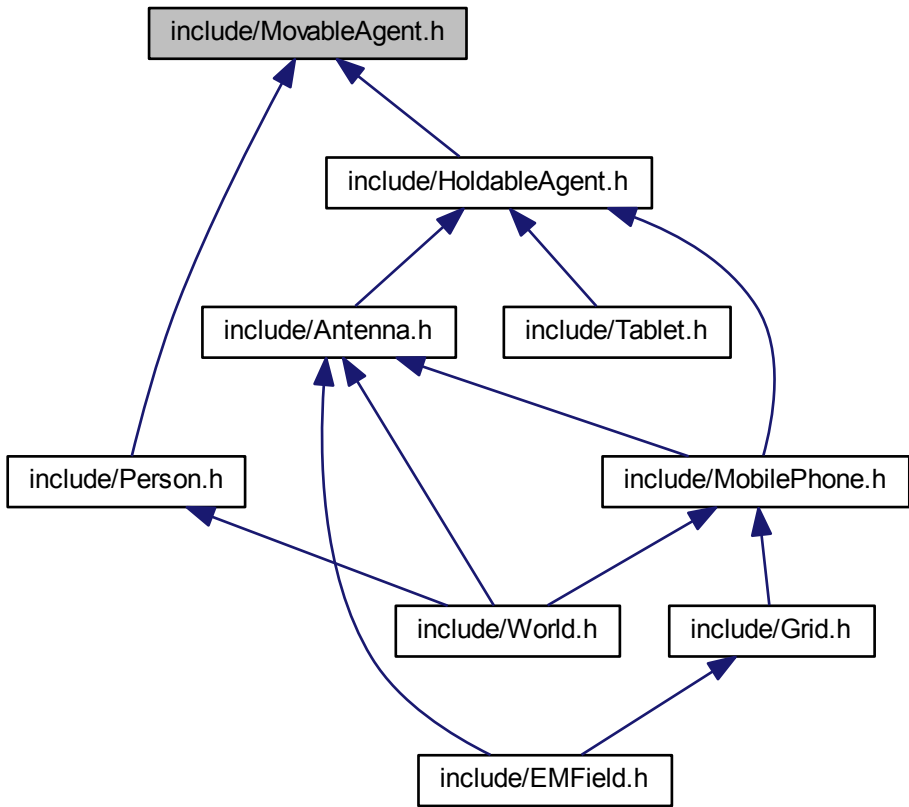 include/MovableAgent.h
include/HoldableAgent.h
include/Antenna.h
include/Tablet.h
include/Person.h
include/MobilePhone.h
include/World.h
include/Grid.h
include/EMField.h